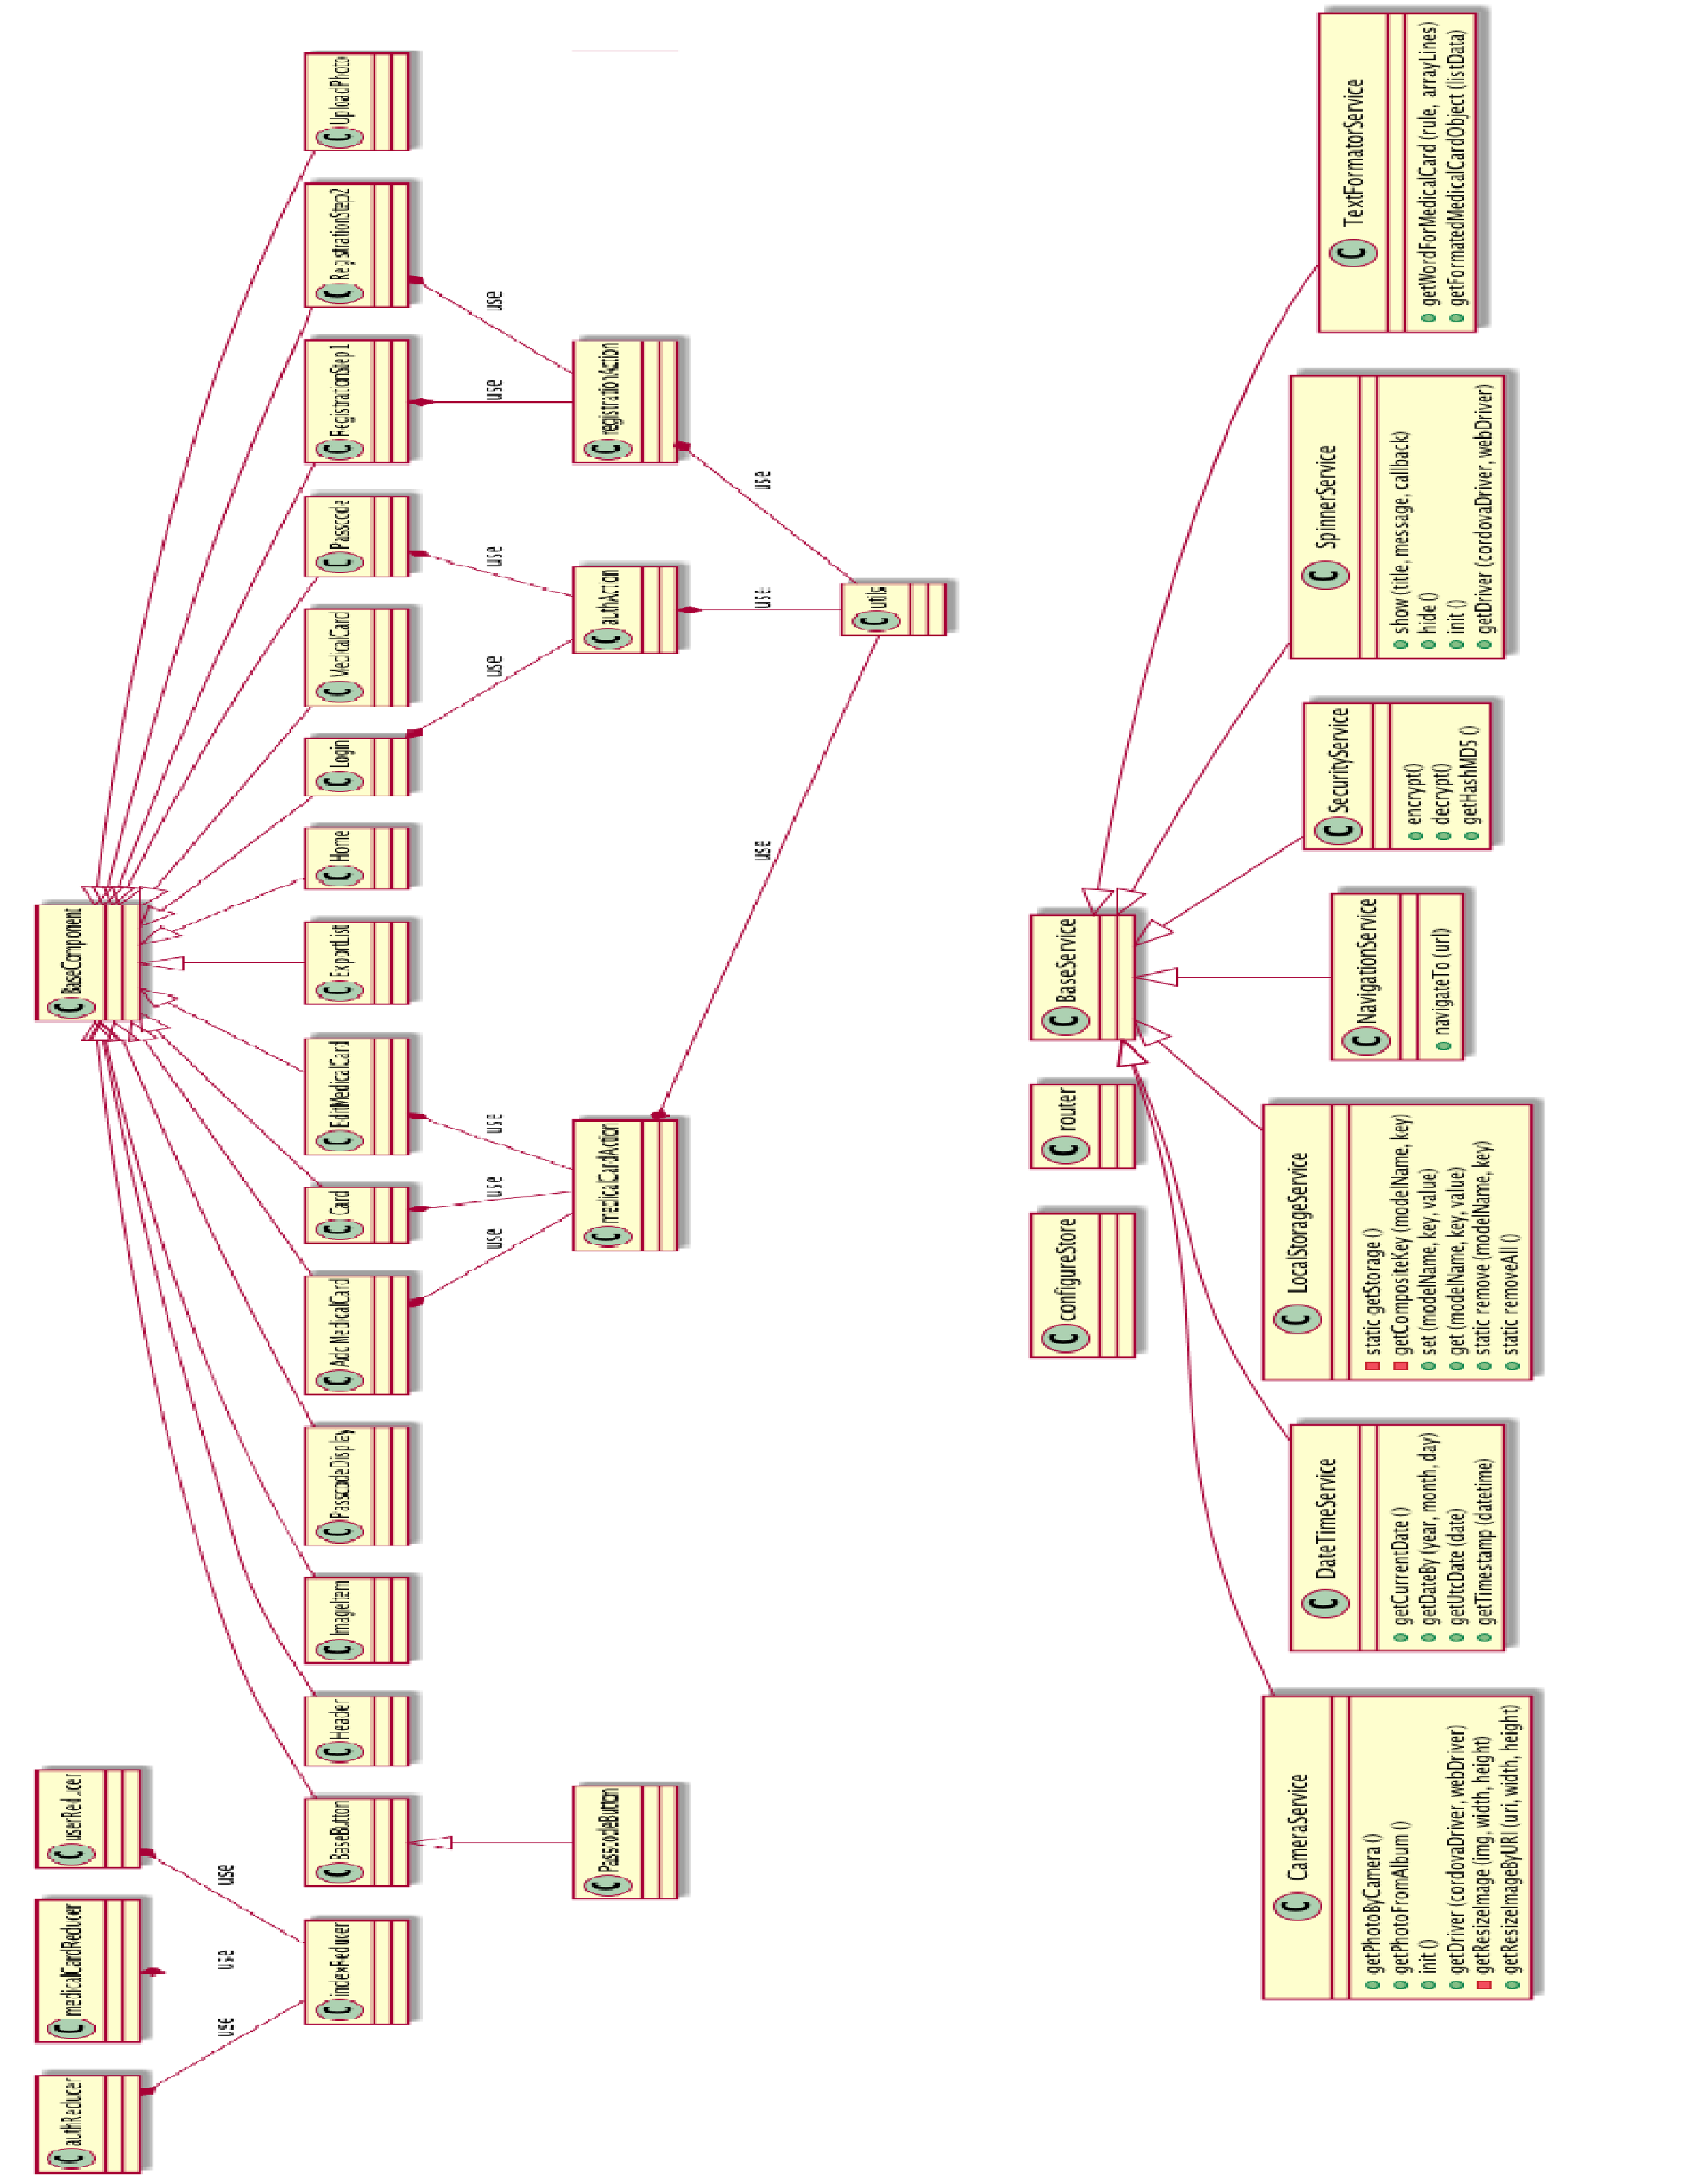 C authReducer
C medicalCardReducer
C userReducer
C BaseComponent
use
use
use
C indexReducer
C BaseButton
C Header
C ImageItem
C PasscodeDisplay
C AddMedicalCard
C Card
C EditMedicalCard
C ExportList
C Home
C Login
C MedicalCard
C Passcode
C RegistrationStep1
C RegistrationStep2
C UploadPhoto
use
use
use
use
use
use
use
C PasscodeButton
C medicalCardAction
C authAction
C registrationAction
use
use
use
C utils
C configureStore
C router
C BaseService
C CameraService
getPhotoByCamera ()
getPhotoFromAlbum ()
init ()
getDriver (cordovaDriver, webDriver)
getResizeImage (img, width, height)
getResizeImageByURI (uri, width, height)
C DateTimeService
getCurrentDate ()
getDateBy (year, month, day)
getUtcDate (date)
getTimestamp (datetime)
C LocalStorageService
static getStorage ()
getCompositeKey (modelName, key)
set (modelName, key, value)
get (modelName, key, value)
static remove (modelName, key)
static removeAll ()
C NavigationService
navigateTo (url)
C SecurityService
encrypt()
decrypt()
getHashMD5 ()
C SpinnerService
show (title, message, callback)
hide ()
init ()
getDriver (cordovaDriver, webDriver)
C TextFormatorService
getWordForMedicalCard (rule, arrayLines)
getFormatedMedicalCardObject (listData)